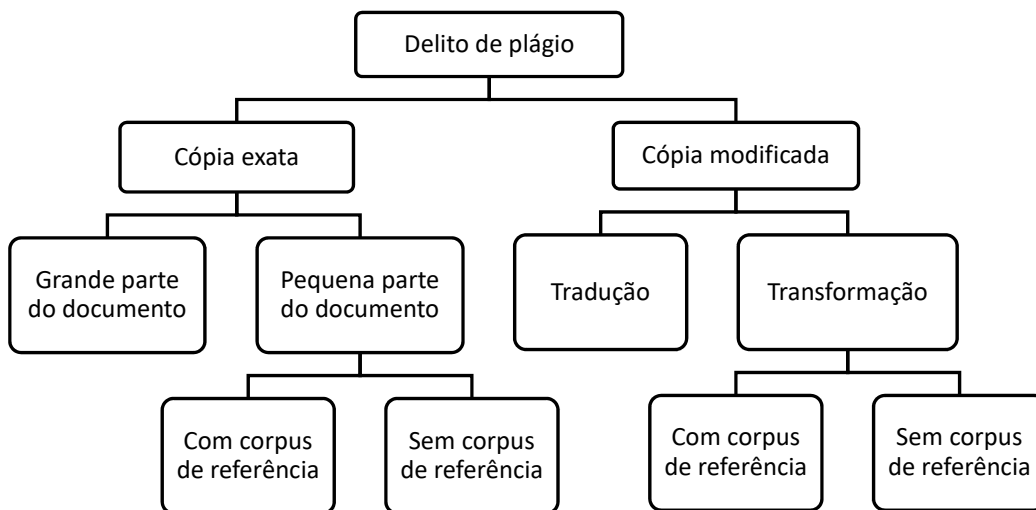 Delito de plágio
Cópia exata
Cópia modificada
Grande parte
do documento
Pequena parte
do documento
Tradução
Transformação
Com corpus
de referência
Sem corpus
de referência
Com corpus
de referência
Sem corpus
de referência